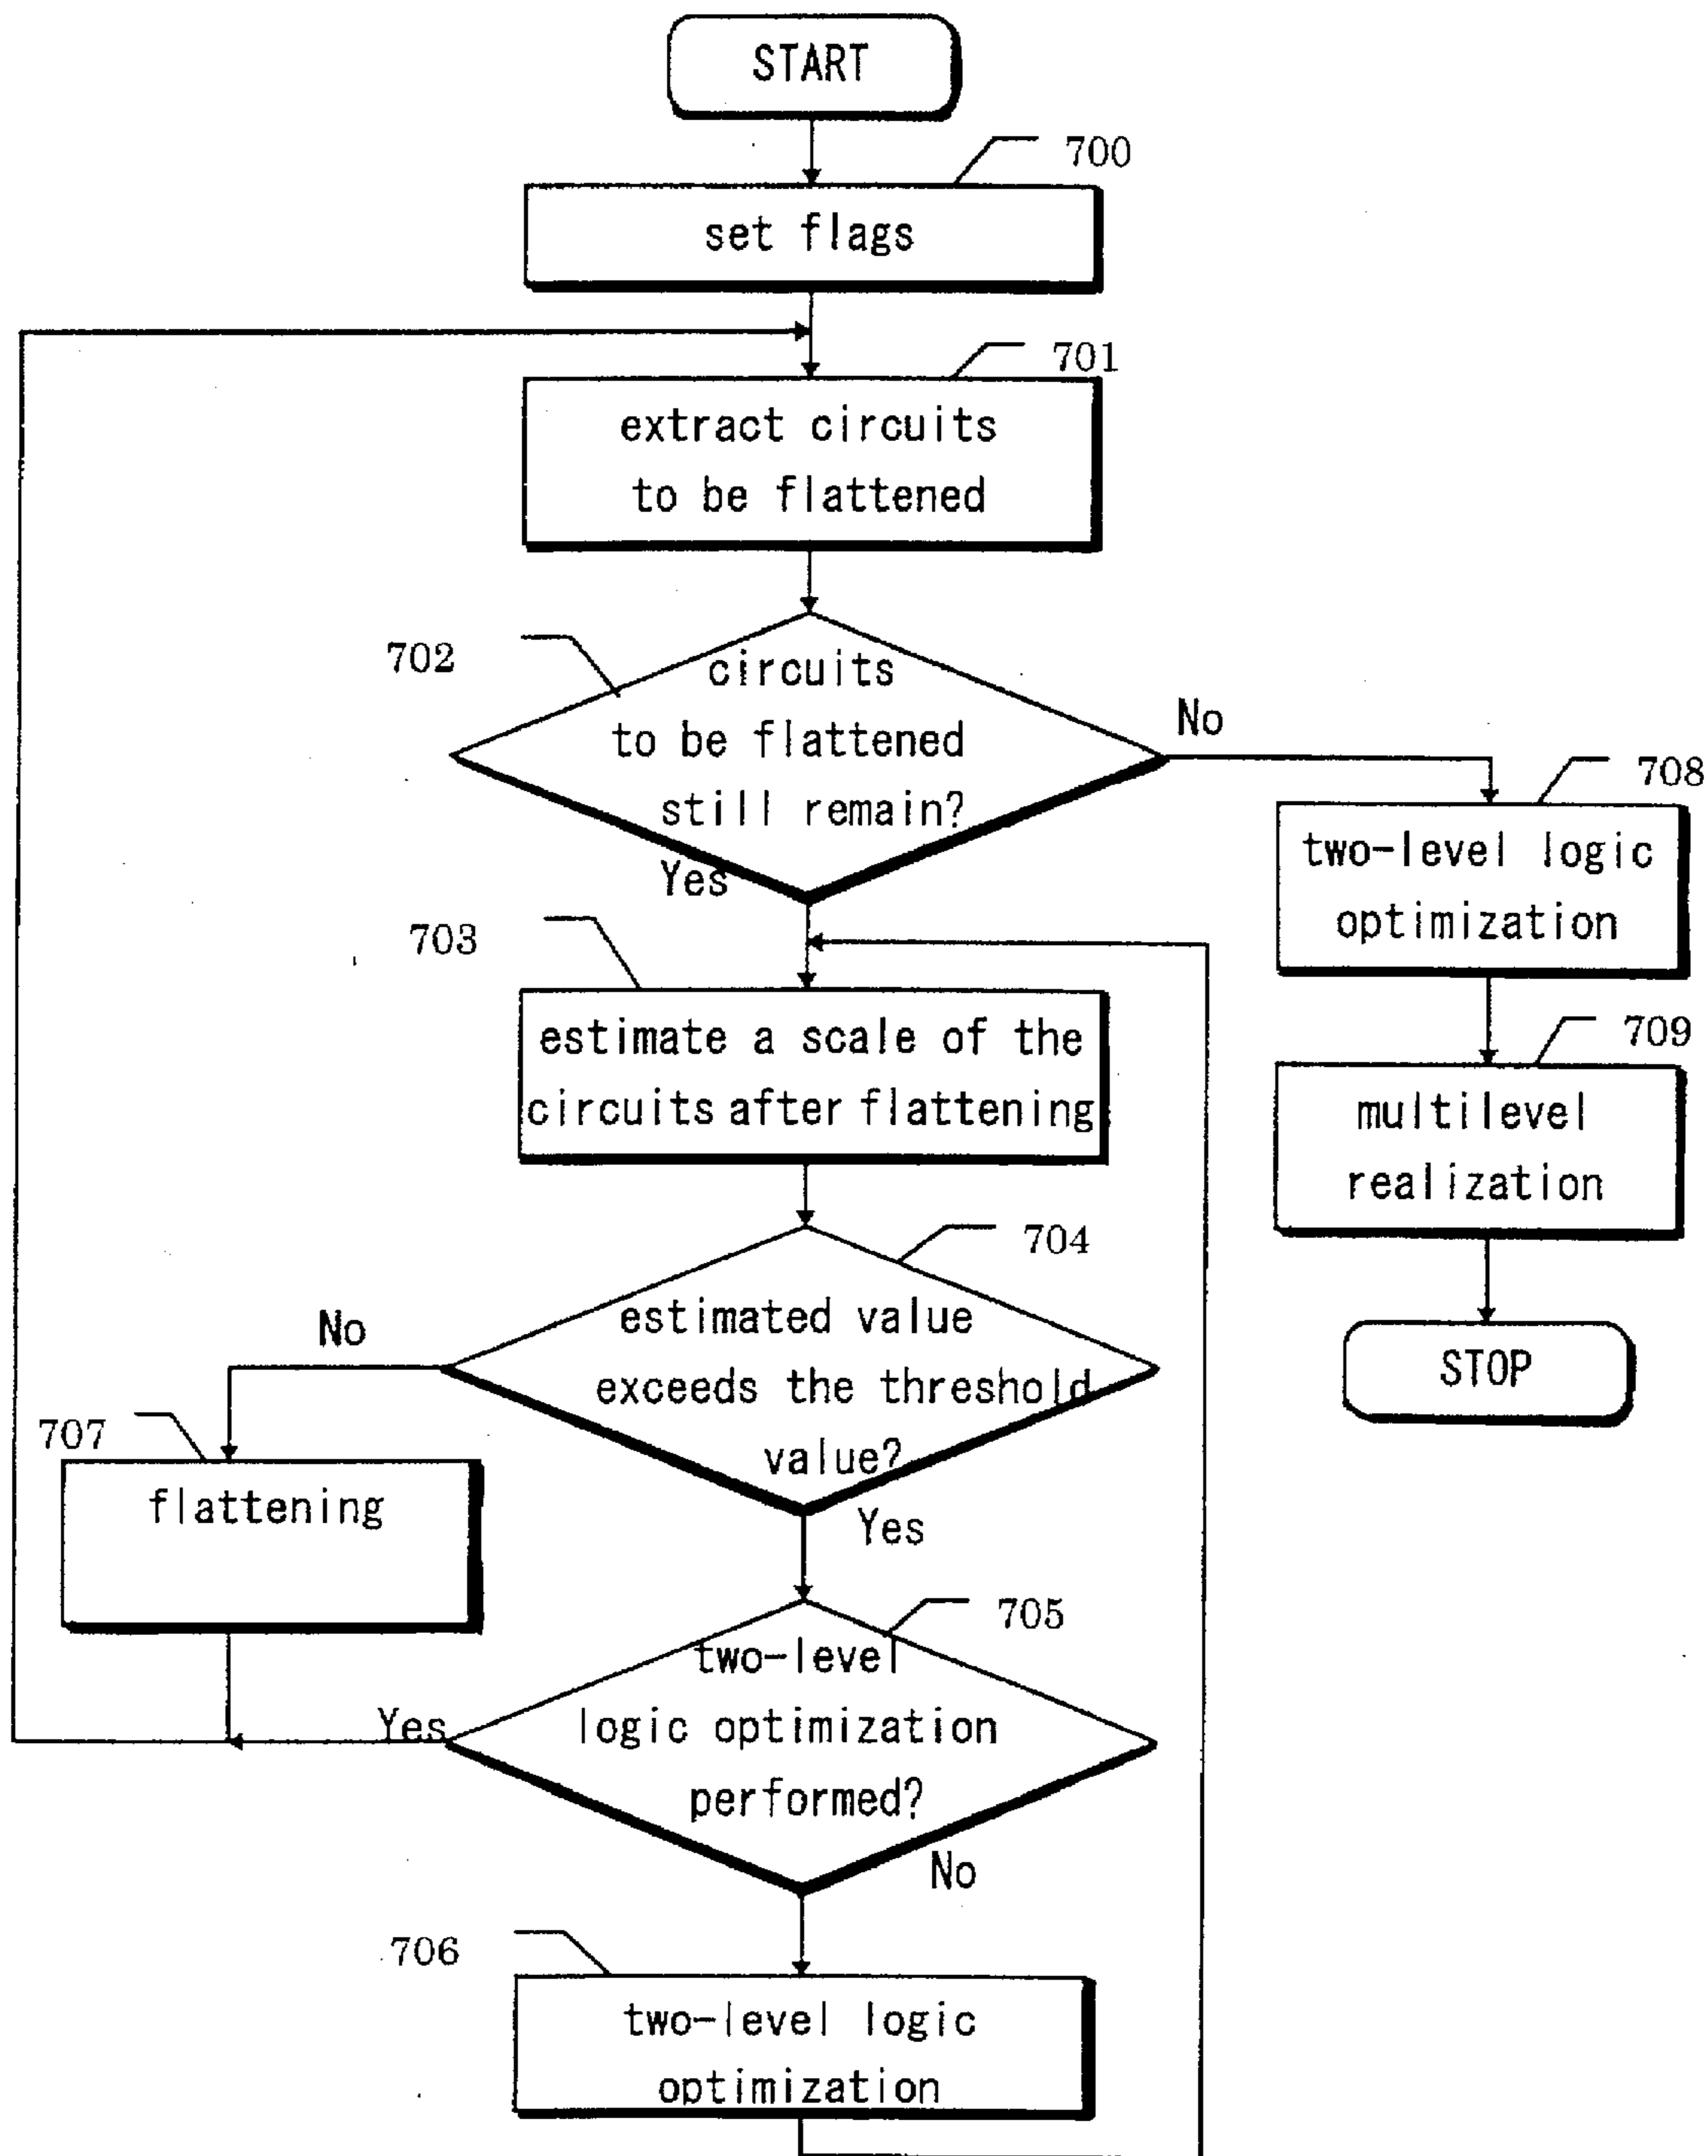 START
700
set flags
701
extract circuits
to be flattened
702
circuits
to be flattened
still remain?
No
Yes
708
two-level logic
optimization
703
estimate a scale of the
circuits after flattening
709
multilevel
realization
704
estimated value
exceeds the threshold
value?
No
Yes
STOP
707
flattening
705
two-level
logic optimization
performed?
Yes
No
706
two-level logic
optimization